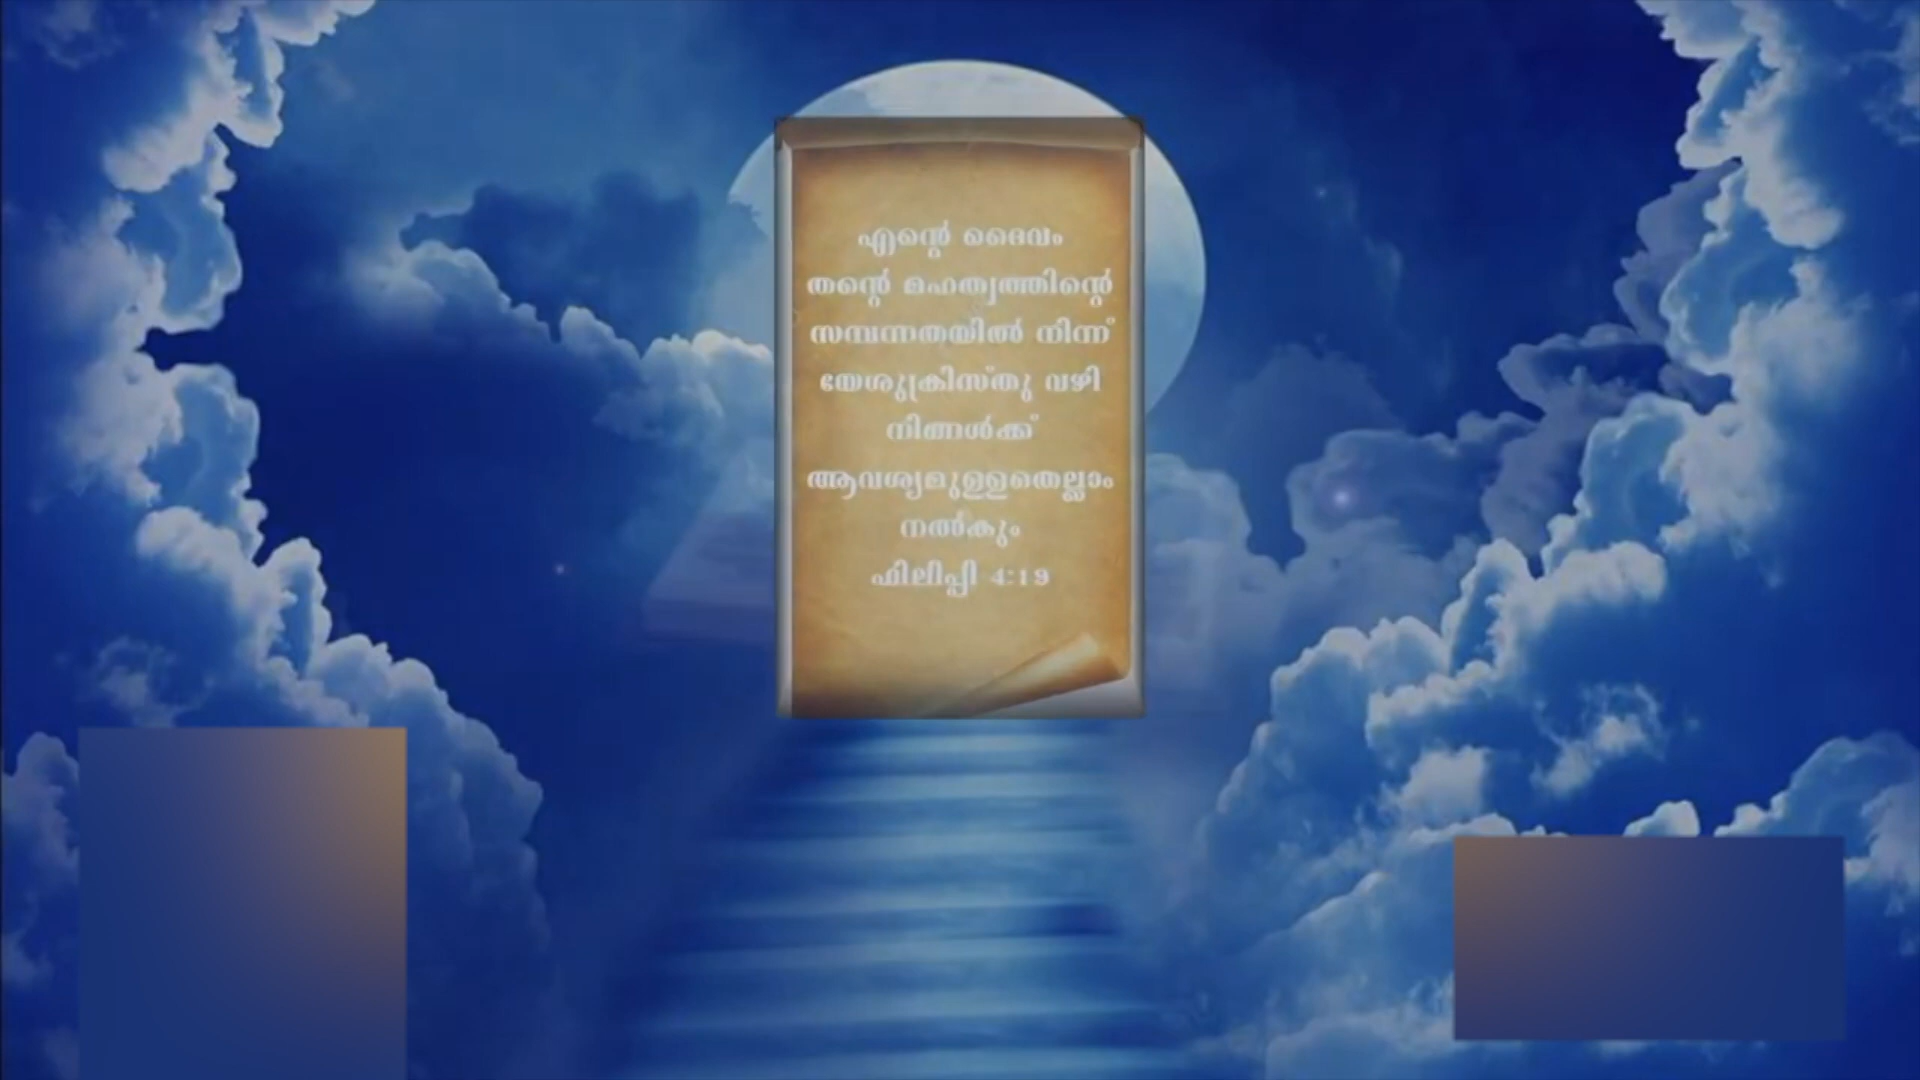 എന്റെ ദൈവം
തന്റെ മഹത്വത്തിന്റെ
സമ്പന്നതയിൽ നിന്ന്
യേശുക്രിസ്തു വഴി
നിങ്ങൾക്ക്
ആവശ്യമുള്ളതെല്ലാം
നൽകും
ഫിലിപ്പി 4:19